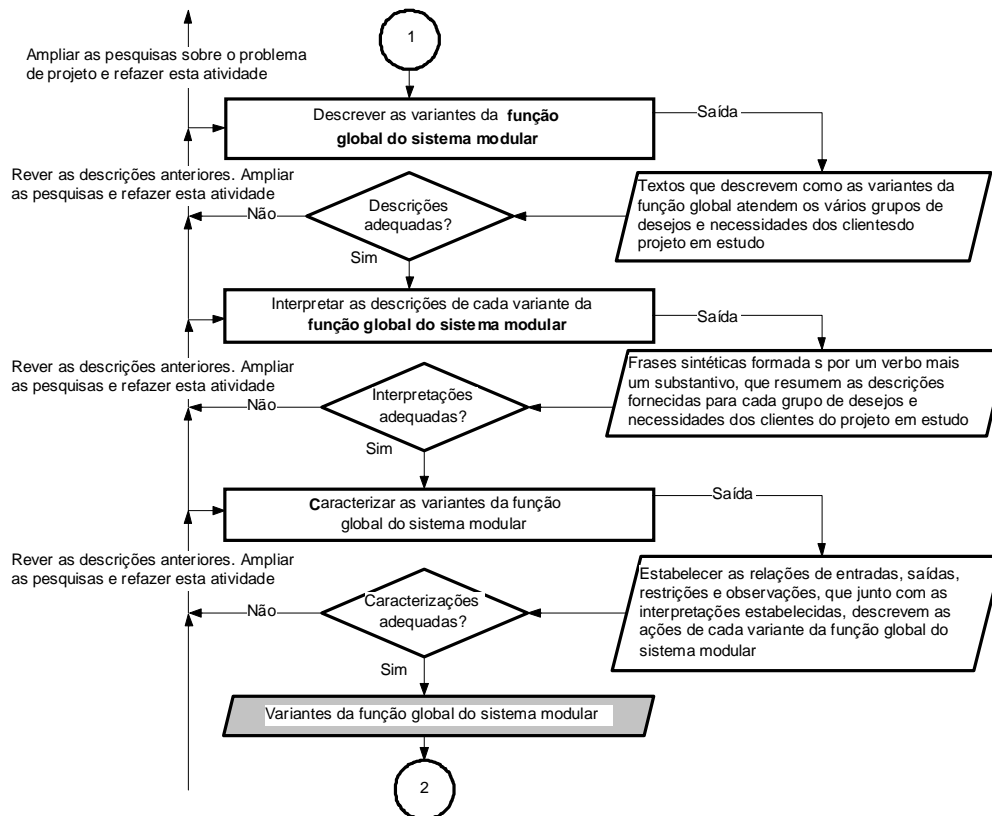 1
Ampliar as pesquisas sobre o problema
de projeto e refazer esta atividade
Descrever as variantes da função
global do sistema modular
Saída
Rever as descrições anteriores. Ampliar
as pesquisas e refazer esta atividade
Não
Descrições
adequadas?
Sim
Textos que descrevem como as variantes da
função global atendem os vários grupos de
desejos e necessidades dos clientesdo
projeto em estudo
Interpretar as descrições de cada variante da
função global do sistema modular
Saída
Rever as descrições anteriores. Ampliar
as pesquisas e refazer esta atividade
Não
Interpretações
adequadas?
Sim
Frases sintéticas formada s por um verbo mais
um substantivo, que resumem as descrições
fornecidas para cada grupo de desejos e
necessidades dos clientes do projeto em estudo
Caracterizar as variantes da função
global do sistema modular
Saída
Rever as descrições anteriores. Ampliar
as pesquisas e refazer esta atividade
Não
Caracterizações
adequadas?
Sim
Estabelecer as relações de entradas, saídas,
restrições e observações, que junto com as
interpretações estabelecidas, descrevem as
ações de cada variante da função global do
sistema modular
Variantes da função global do sistema modular
2